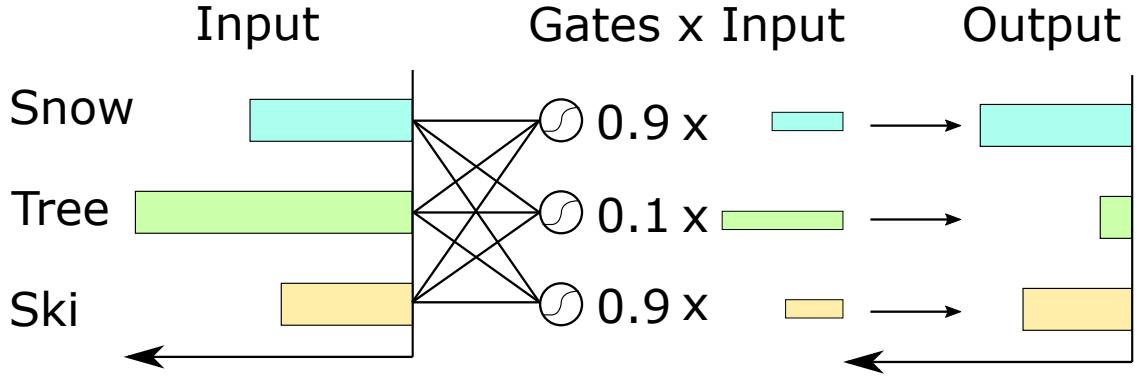 Input Gates x Input Output
Snow 0.9 x
Tree 0.1 x
Ski 0.9 x